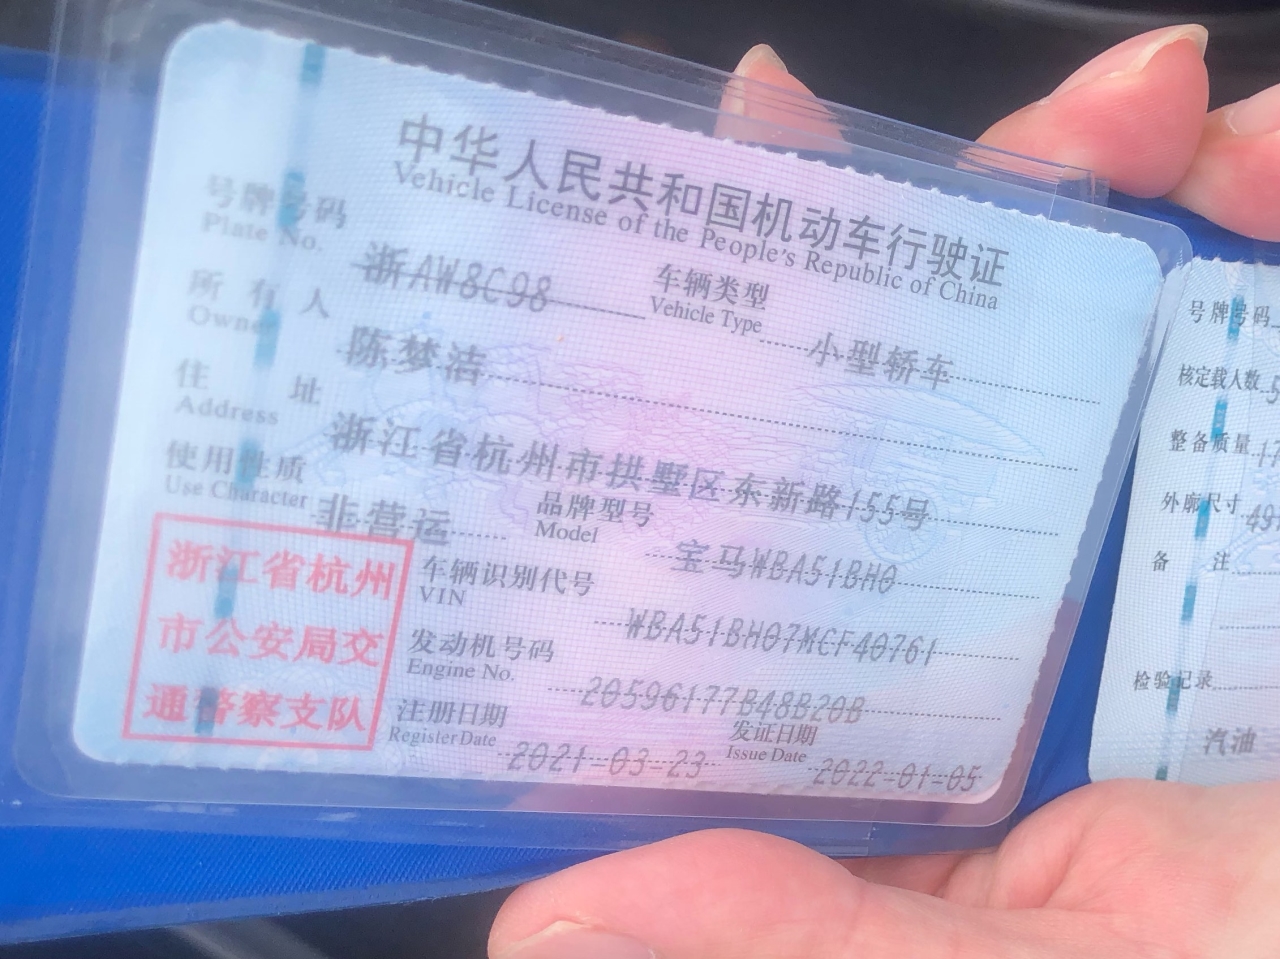 中华人民共和国机动车行驶证
Vehicle License of the People's Republic of China
号牌号码 浙AW8C98 车辆类型 小型轿车
Plate No. Vehicle Type
所有人 陈梦洁
Owner
住址 浙江省杭州市拱墅区东新路155号
Address
使用性质 非营运 品牌型号 宝马WBA51BH0
Use Character Model
浙江省杭州
市公安局交
通警察支队
车辆识别代号 WBA51BH07MCF40761
VIN
发动机号码 20596177B48B20B
Engine No.
注册日期 2021-03-23 发证日期 2022-01-05
Register Date Issue Date
号牌号码
核定载人数 5
整备质量
外廓尺寸 49
备注
检验记录
汽油